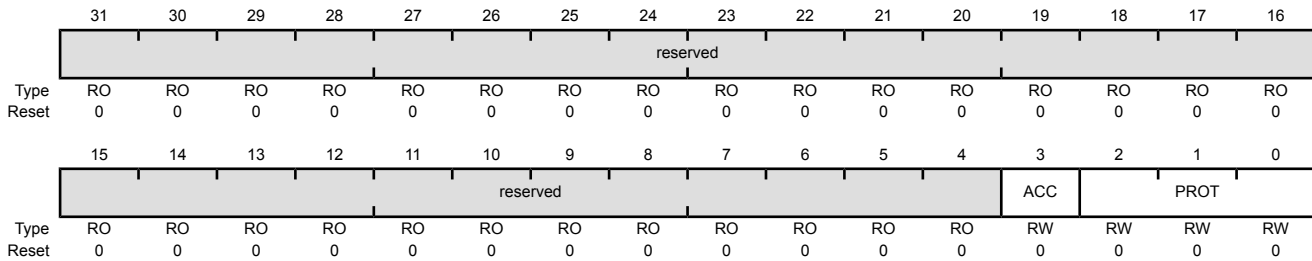 31 30 29 28 27 26 25 24 23 22 21 20 19 18 17 16
reserved
Type RO RO RO RO RO RO RO RO RO RO RO RO RO RO RO RO
Reset 0 0 0 0 0 0 0 0 0 0 0 0 0 0 0 0
15 14 13 12 11 10 9 8 7 6 5 4 3 2 1 0
reserved ACC PROT
Type RO RO RO RO RO RO RO RO RO RO RO RO RW RW RW RW
Reset 0 0 0 0 0 0 0 0 0 0 0 0 0 0 0 0